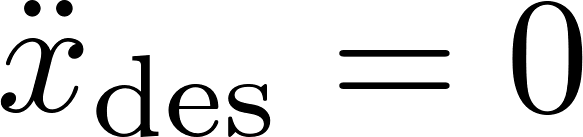 ẍ_des = 0